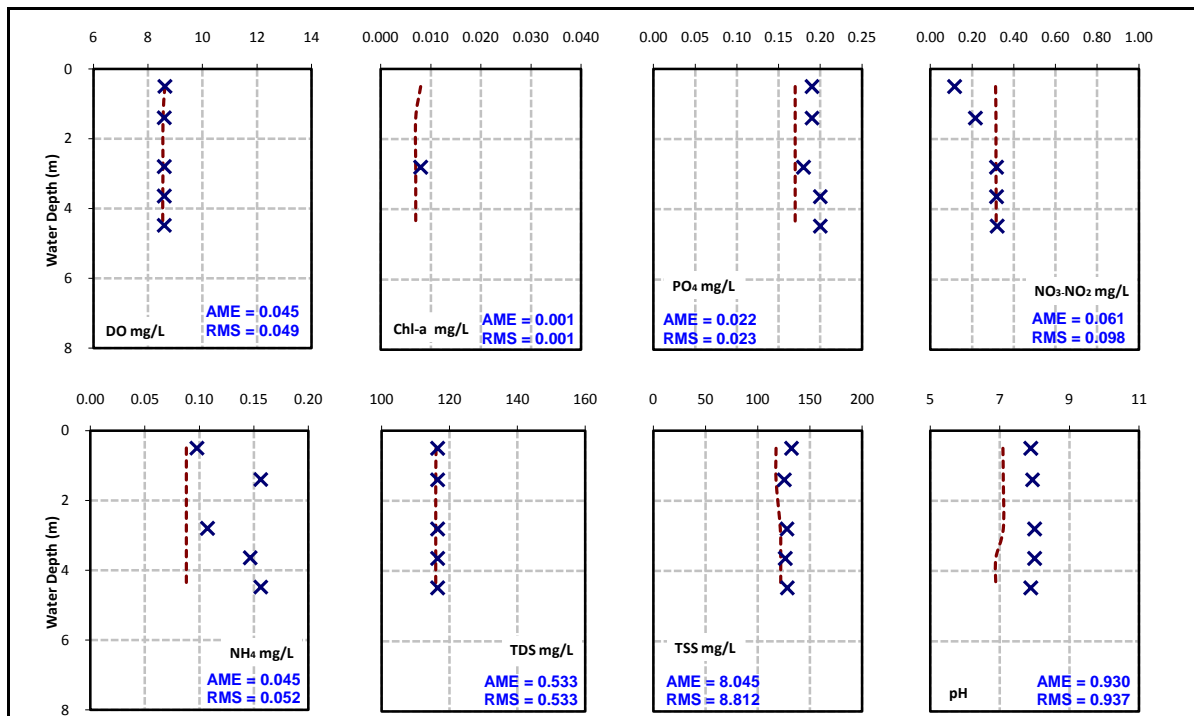 6 8 10 12 14
0.000 0.010 0.020 0.030 0.040
0.00 0.05 0.10 0.15 0.20 0.25
0.00 0.20 0.40 0.60 0.80 1.00
0
2
4
6
8
Water Depth (m)
DO mg/L
AME = 0.045
RMS = 0.049
Chl-a mg/L
AME = 0.001
RMS = 0.001
PO4 mg/L
AME = 0.022
RMS = 0.023
NO3-NO2 mg/L
AME = 0.061
RMS = 0.098
0.00 0.05 0.10 0.15 0.20
100 120 140 160
0 50 100 150 200
5 7 9 11
0
2
4
6
8
Water Depth (m)
NH4 mg/L
AME = 0.045
RMS = 0.052
TDS mg/L
AME = 0.533
RMS = 0.533
TSS mg/L
AME = 8.045
RMS = 8.812
pH
AME = 0.930
RMS = 0.937